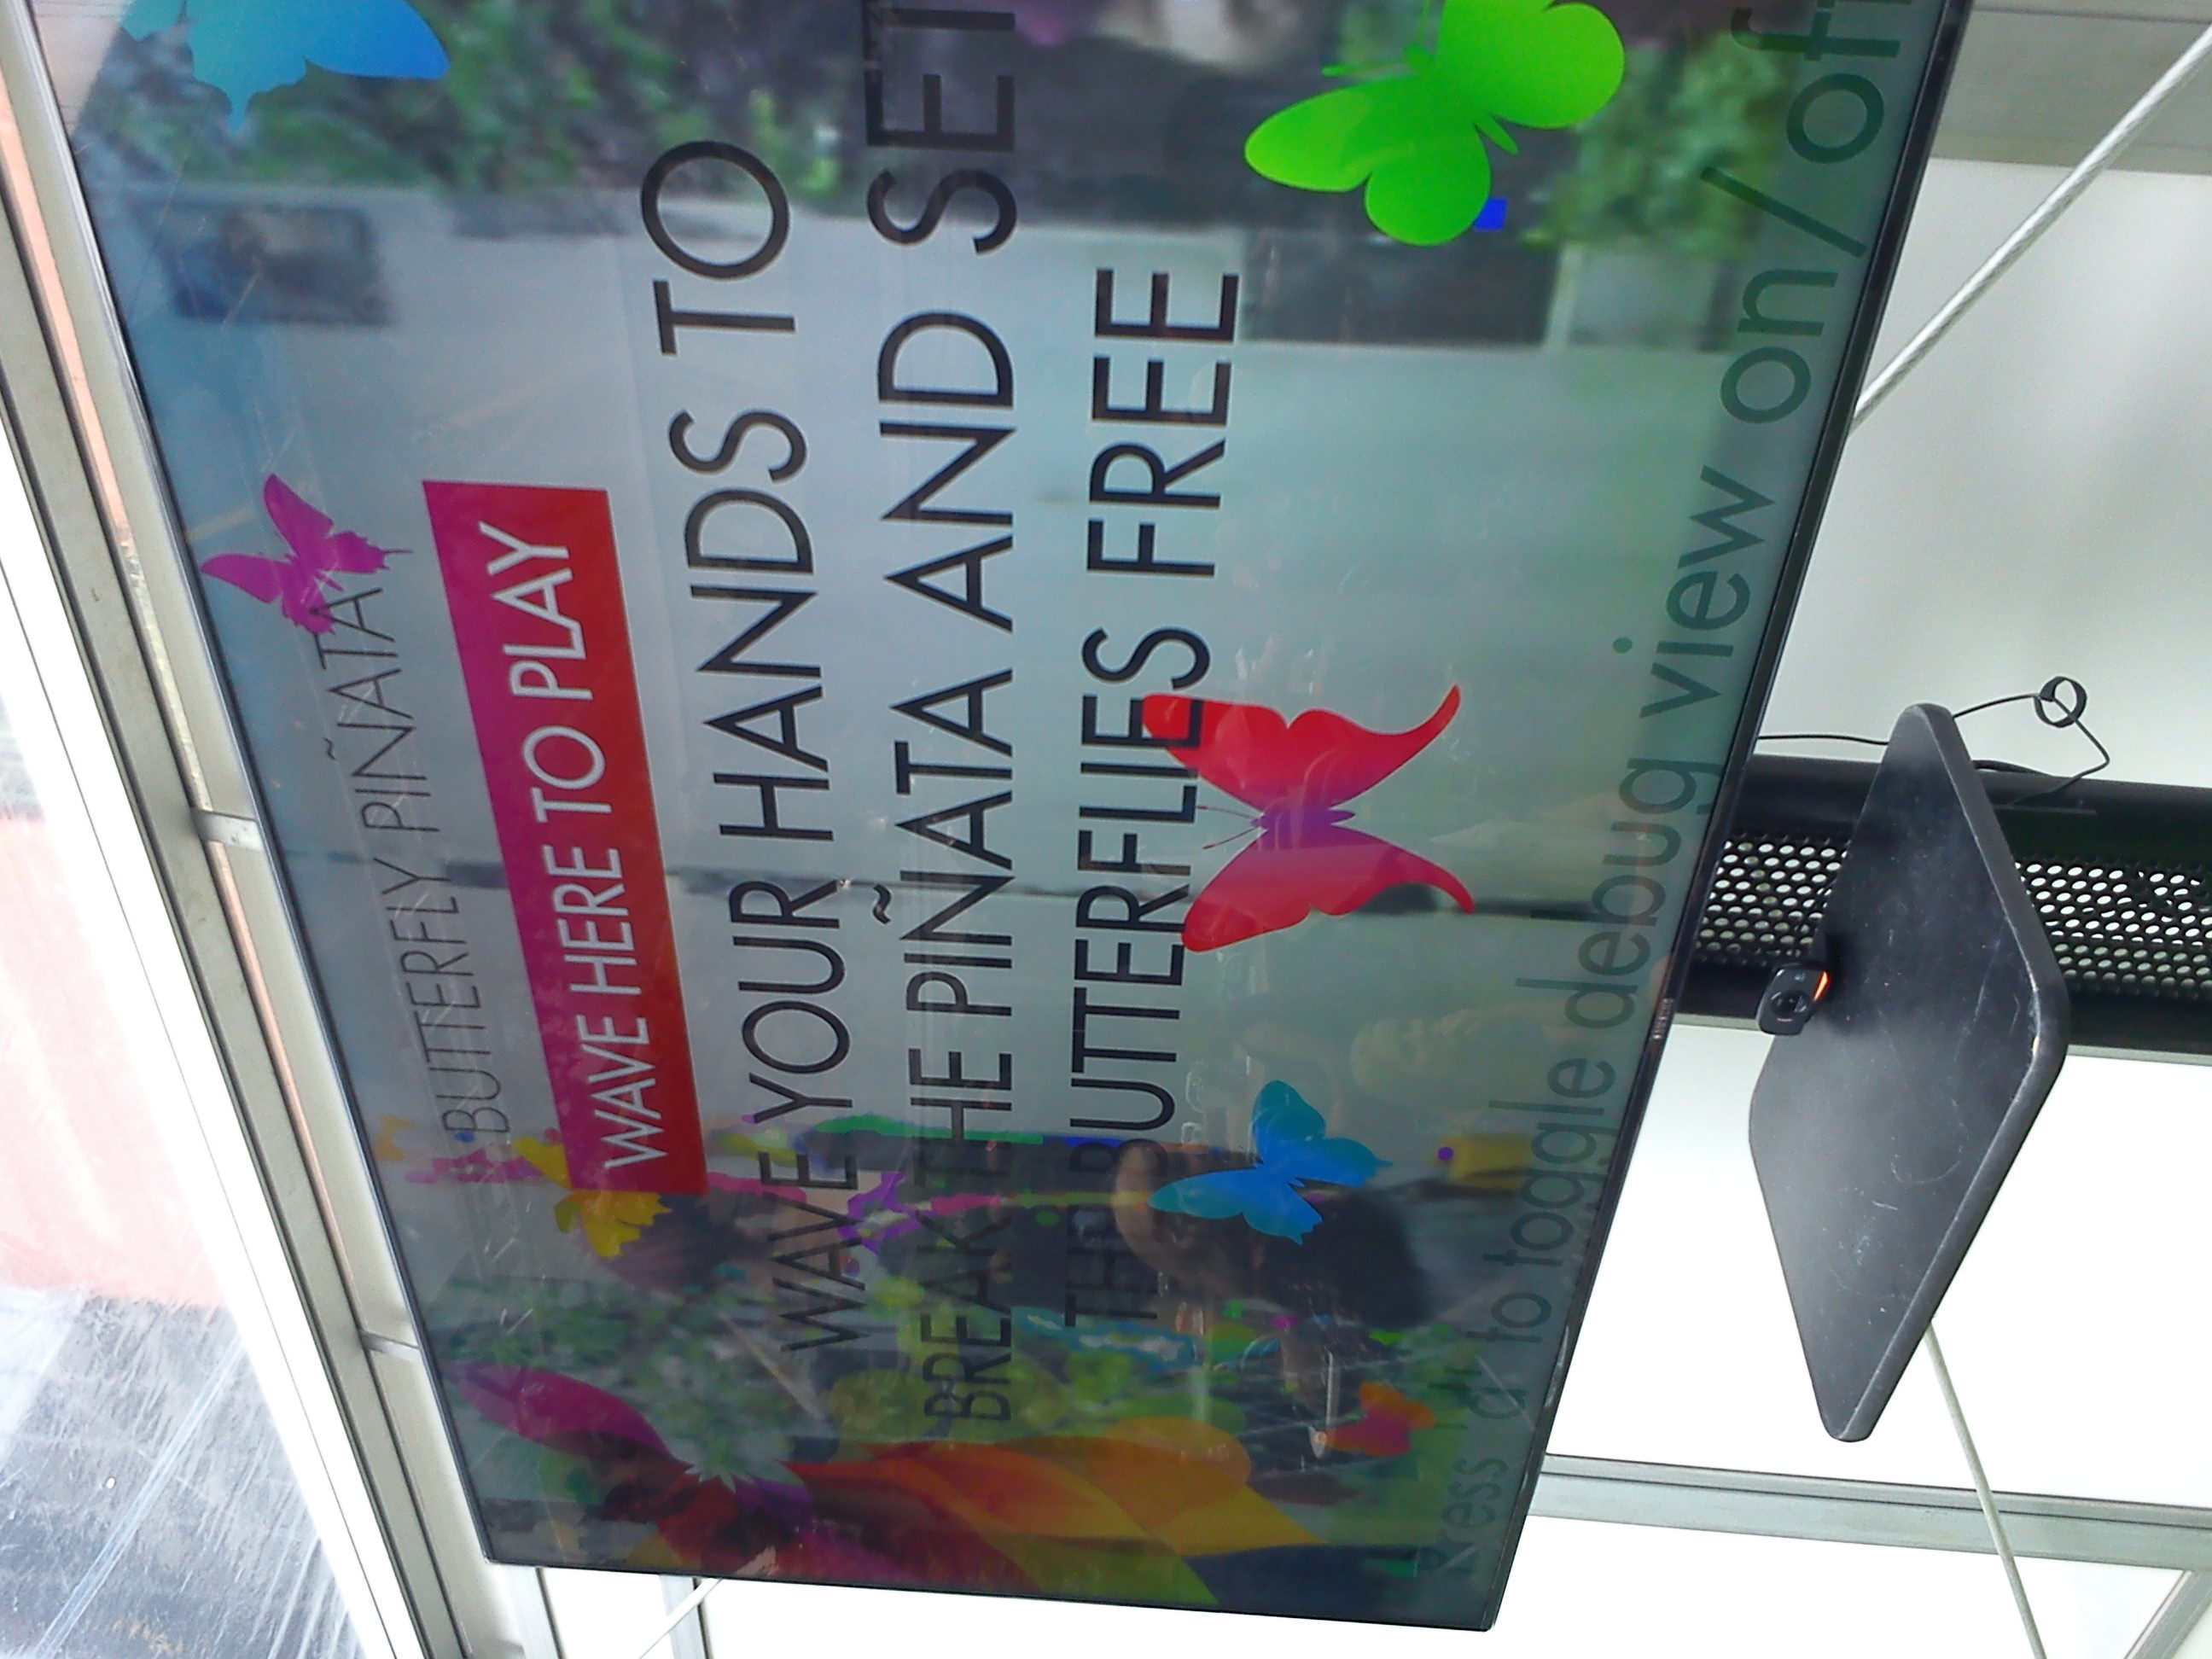 BUTTERFLY PIÑATA
WAVE HERE TO PLAY
WAVE YOUR HANDS TO
BREAK THE PIÑATA AND SET
THE BUTTERFLIES FREE
press 'd' to toggle debug view on/off
SAMSUNG